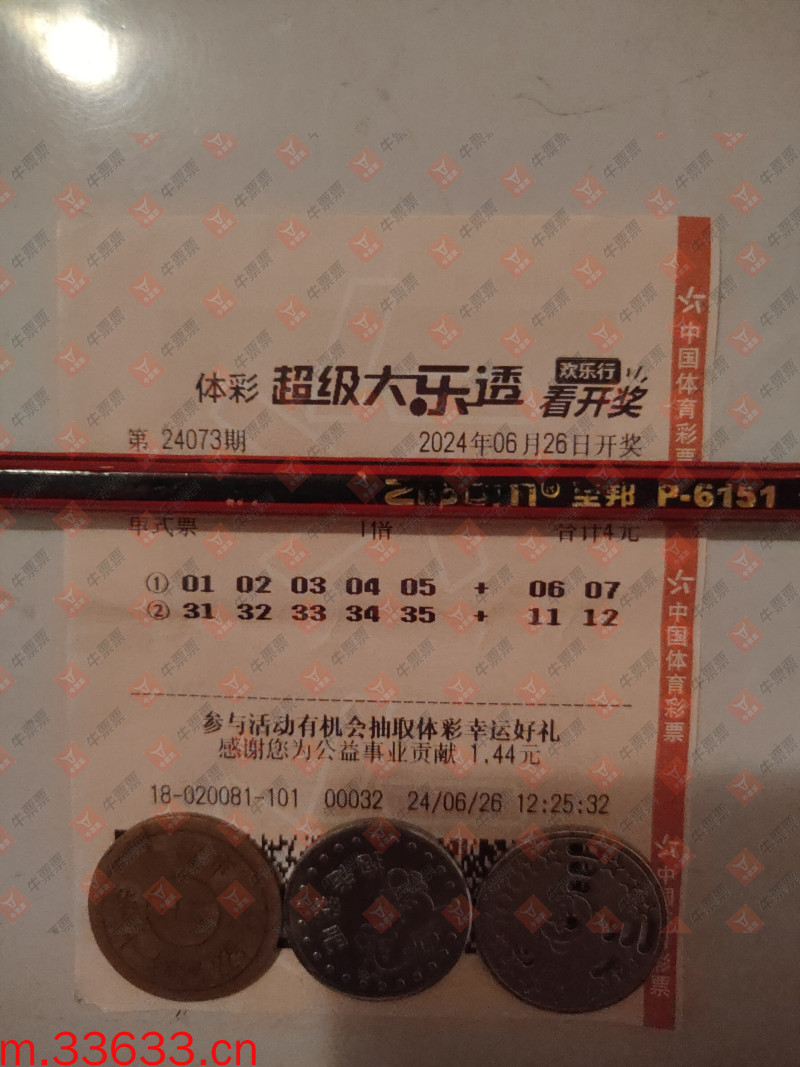 体彩 超级大乐透 欢乐行 看开奖
第 24073期 2024年06月26日开奖
P-6151
单式票 1倍 合计4元
① 01 02 03 04 05 + 06 07
② 31 32 33 34 35 + 11 12
参与活动有机会抽取体彩幸运好礼
感谢您为公益事业贡献 1.44元
18-020081-101 00032 24/06/26 12:25:32
中国体育彩票
中国体育彩票
牛票票
m.33633.cn